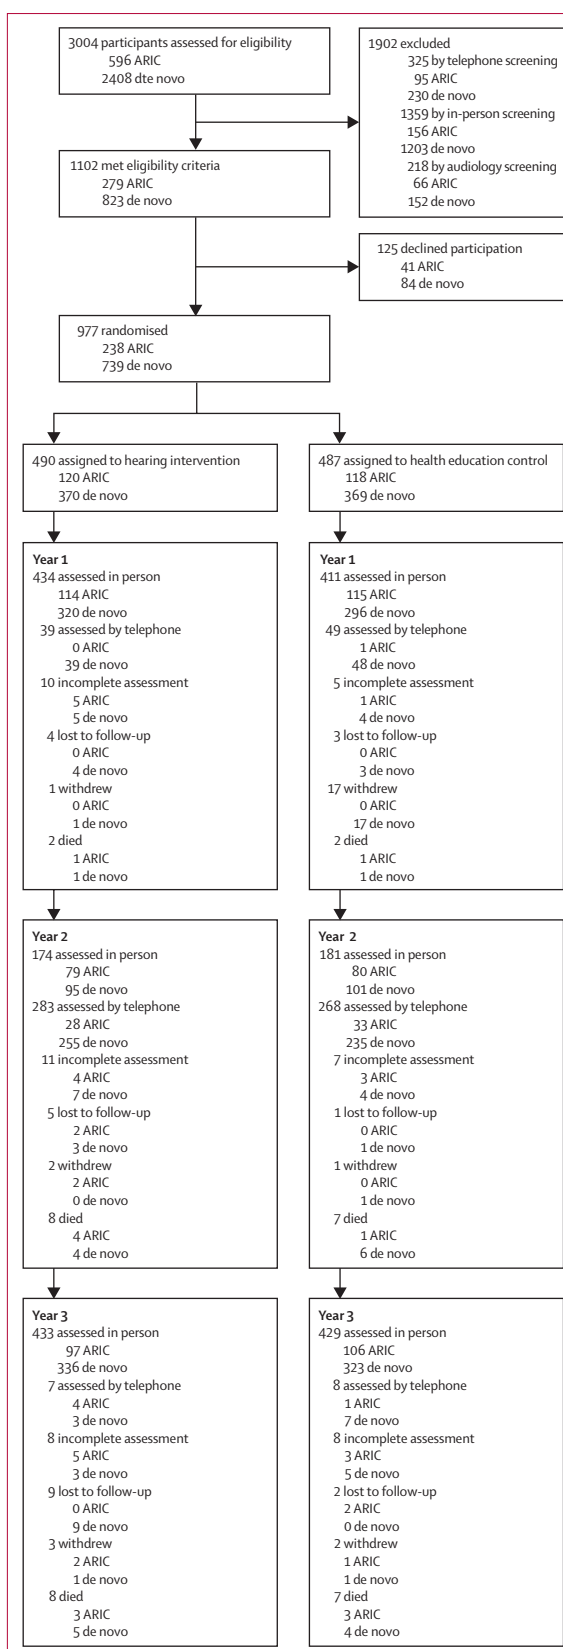 3004 participants assessed for eligibility
596 ARIC
2408 dte novo
1902 excluded
325 by telephone screening
95 ARIC
230 de novo
1359 by in-person screening
156 ARIC
1203 de novo
218 by audiology screening
66 ARIC
152 de novo
1102 met eligibility criteria
279 ARIC
823 de novo
125 declined participation
41 ARIC
84 de novo
977 randomised
238 ARIC
739 de novo
490 assigned to hearing intervention
120 ARIC
370 de novo
487 assigned to health education control
118 ARIC
369 de novo
Year 1
434 assessed in person
114 ARIC
320 de novo
39 assessed by telephone
0 ARIC
39 de novo
10 incomplete assessment
5 ARIC
5 de novo
4 lost to follow-up
0 ARIC
4 de novo
1 withdrew
0 ARIC
1 de novo
2 died
1 ARIC
1 de novo
Year 1
411 assessed in person
115 ARIC
296 de novo
49 assessed by telephone
1 ARIC
48 de novo
5 incomplete assessment
1 ARIC
4 de novo
3 lost to follow-up
0 ARIC
3 de novo
17 withdrew
0 ARIC
17 de novo
2 died
1 ARIC
1 de novo
Year 2
174 assessed in person
79 ARIC
95 de novo
283 assessed by telephone
28 ARIC
255 de novo
11 incomplete assessment
4 ARIC
7 de novo
5 lost to follow-up
2 ARIC
3 de novo
2 withdrew
2 ARIC
0 de novo
8 died
4 ARIC
4 de novo
Year 2
181 assessed in person
80 ARIC
101 de novo
268 assessed by telephone
33 ARIC
235 de novo
7 incomplete assessment
3 ARIC
4 de novo
1 lost to follow-up
0 ARIC
1 de novo
1 withdrew
0 ARIC
1 de novo
7 died
1 ARIC
6 de novo
Year 3
433 assessed in person
97 ARIC
336 de novo
7 assessed by telephone
4 ARIC
3 de novo
8 incomplete assessment
5 ARIC
3 de novo
9 lost to follow-up
0 ARIC
9 de novo
3 withdrew
2 ARIC
1 de novo
8 died
3 ARIC
5 de novo
Year 3
429 assessed in person
106 ARIC
323 de novo
8 assessed by telephone
1 ARIC
7 de novo
8 incomplete assessment
3 ARIC
5 de novo
2 lost to follow-up
2 ARIC
0 de novo
2 withdrew
1 ARIC
1 de novo
7 died
3 ARIC
4 de novo